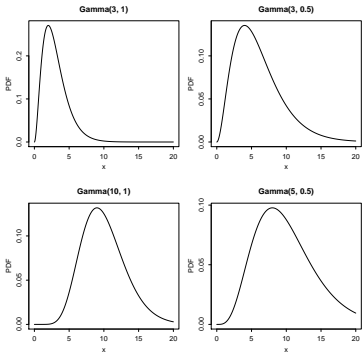 Gamma(3, 1)
PDF
0.0 0.1 0.2
0 5 10 15 20
x
Gamma(3, 0.5)
PDF
0.00 0.05 0.10
0 5 10 15 20
x
Gamma(10, 1)
PDF
0.00 0.05 0.10
0 5 10 15 20
x
Gamma(5, 0.5)
PDF
0.00 0.05 0.10
0 5 10 15 20
x